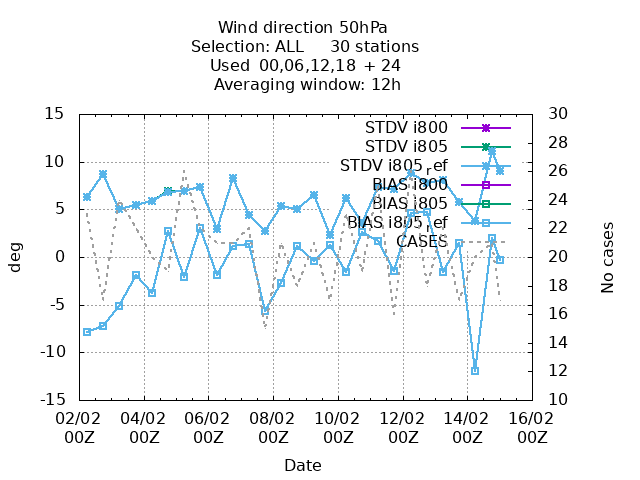 Wind direction 50hPa
Selection: ALL 30 stations
Used 00,06,12,18 + 24
Averaging window: 12h
15
10
5
0
-5
-10
-15
deg
30
28
26
24
22
20
18
16
14
12
10
No cases
STDV i800
STDV i805
STDV i805ref
BIAS i800
BIAS i805
BIAS i805ref
CASES
02/02 04/02 06/02 08/02 10/02 12/02 14/02 16/02
00Z 00Z 00Z 00Z 00Z 00Z 00Z 00Z
Date